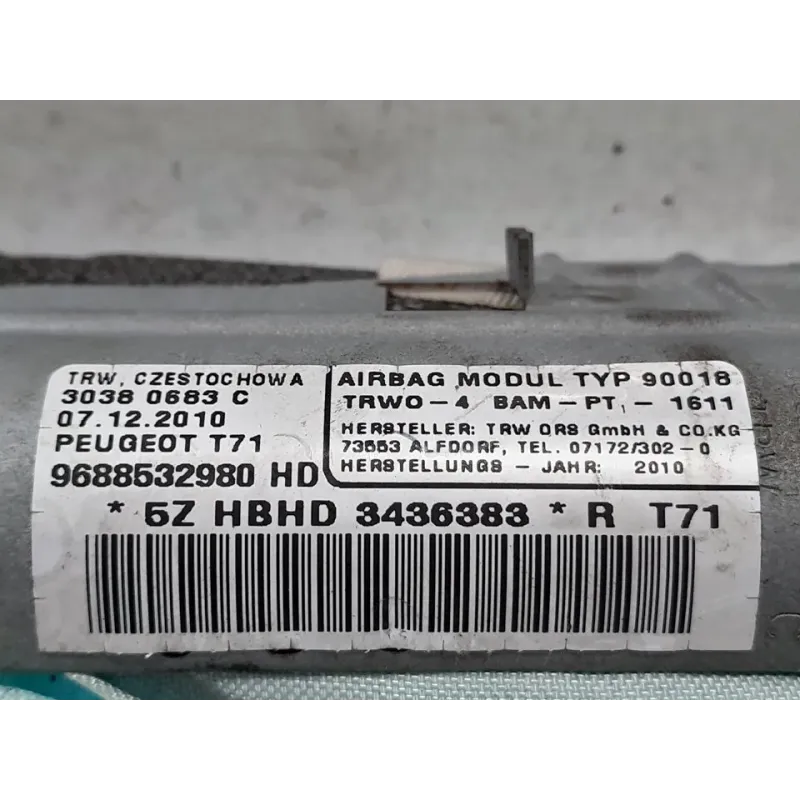 TRW, CZESTOCHOWA
3038 0683 C
07.12.2010
PEUGEOT T71
9688532980 HD
AIRBAG MODUL TYP 90018
TRWO-4 BAM-PT, -1611
HERSTELLER: TRW ORS GmbH & CO.KG
73553 ALFDORF, TEL. 07172/302-0
HERSTELLUNGS - JAHR: 2010
* 5Z HBHD 3436383 * R T71